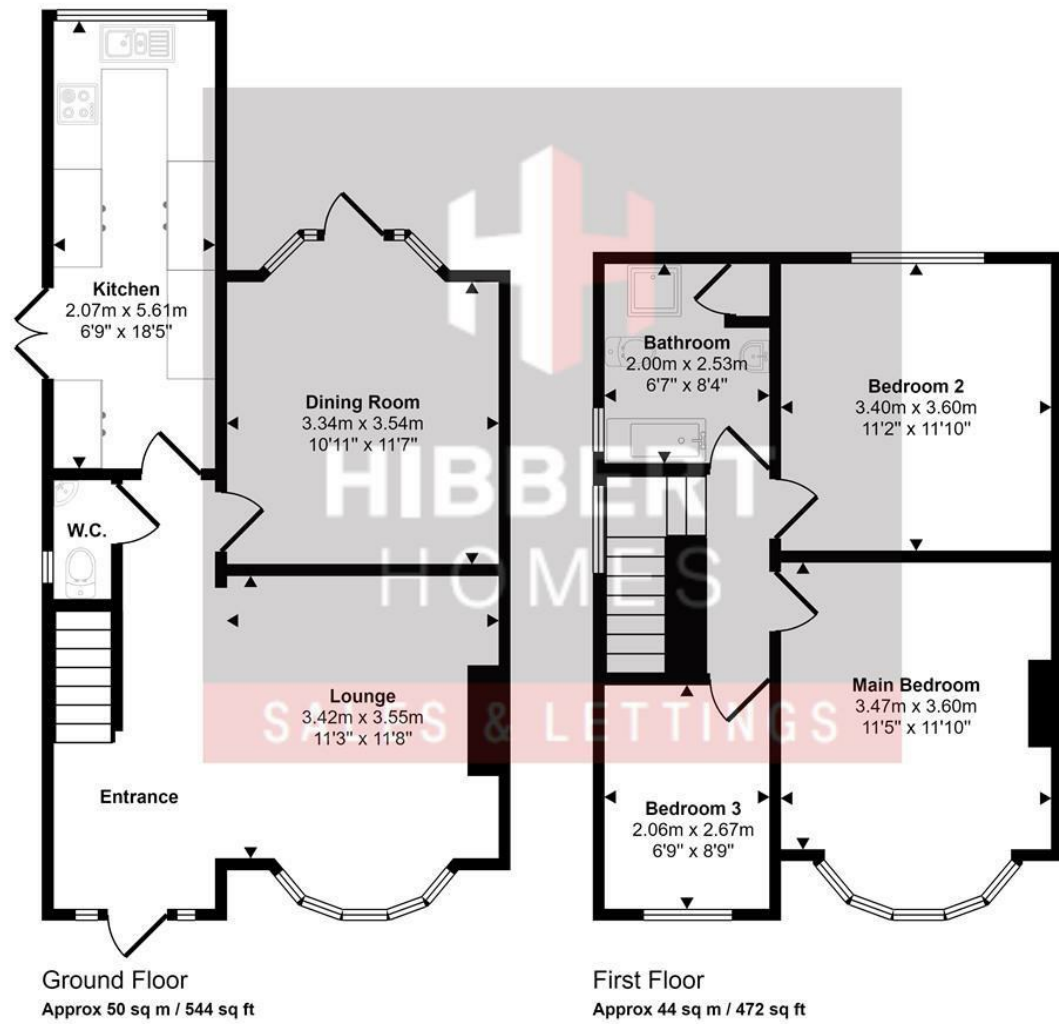 Kitchen
2.07m x 5.61m
6'9" x 18'5"
Dining Room
3.34m x 3.54m
10'11" x 11'7"
W.C.
Lounge
3.42m x 3.55m
11'3" x 11'8"
Entrance
Bathroom
2.00m x 2.53m
6'7" x 8'4"
Bedroom 2
3.40m x 3.60m
11'2" x 11'10"
Main Bedroom
3.47m x 3.60m
11'5" x 11'10"
Bedroom 3
2.06m x 2.67m
6'9" x 8'9"
HIBBERT
HOMES
SALES & LETTINGS
Ground Floor
Approx 50 sq m / 544 sq ft
First Floor
Approx 44 sq m / 472 sq ft